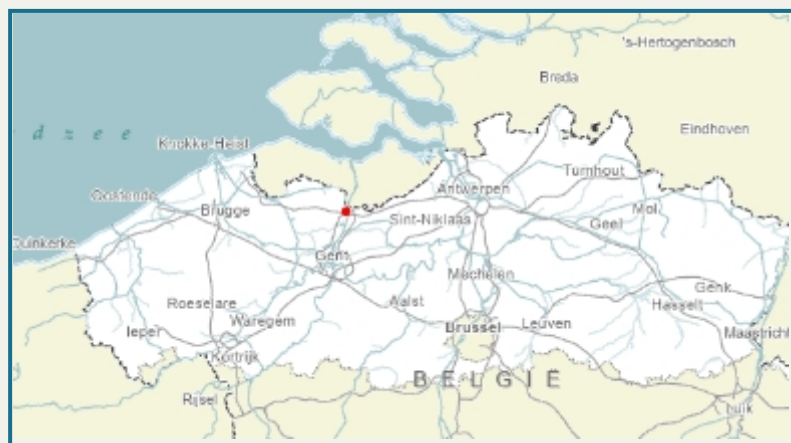 's-Hertogenbosch
Breda
Eindhoven
d z e e
Knokke-Heist
Turnhout
Antwerpen
Oostende
Brugge
Mol
Sint-Niklaas
Geel
Duinkerke
Gent
Mechelen
Genk
Roeselare
Aalst
Hasselt
Waregem
Brussel
Leuven
Ieper
Maastricht
Kortrijk
BELGIË
Rijsel
Luik